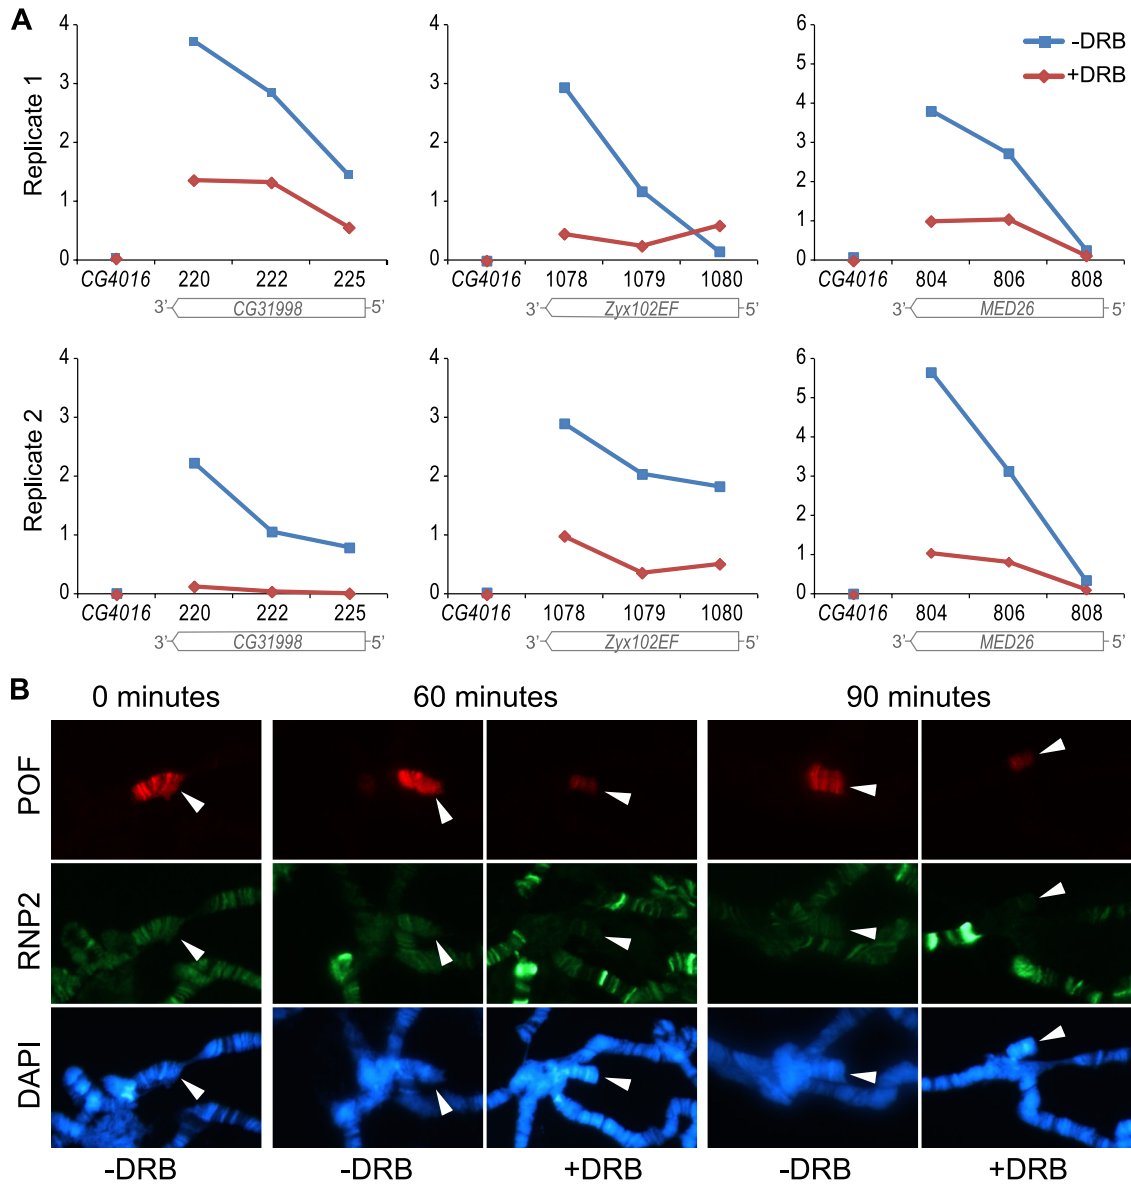 A
Replicate 1
4
3
2
1
0
CG4016 220 222 225
3’ CG31998 5’
4
3
2
1
0
CG4016 1078 1079 1080
3’ Zyx102EF 5’
6
5
4
3
2
1
0
CG4016 804 806 808
3’ MED26 5’
-DRB
+DRB
Replicate 2
4
3
2
1
0
CG4016 220 222 225
3’ CG31998 5’
4
3
2
1
0
CG4016 1078 1079 1080
3’ Zyx102EF 5’
6
5
4
3
2
1
0
CG4016 804 806 808
3’ MED26 5’
B
0 minutes 60 minutes 90 minutes
POF
RNP2
DAPI
-DRB -DRB +DRB -DRB +DRB